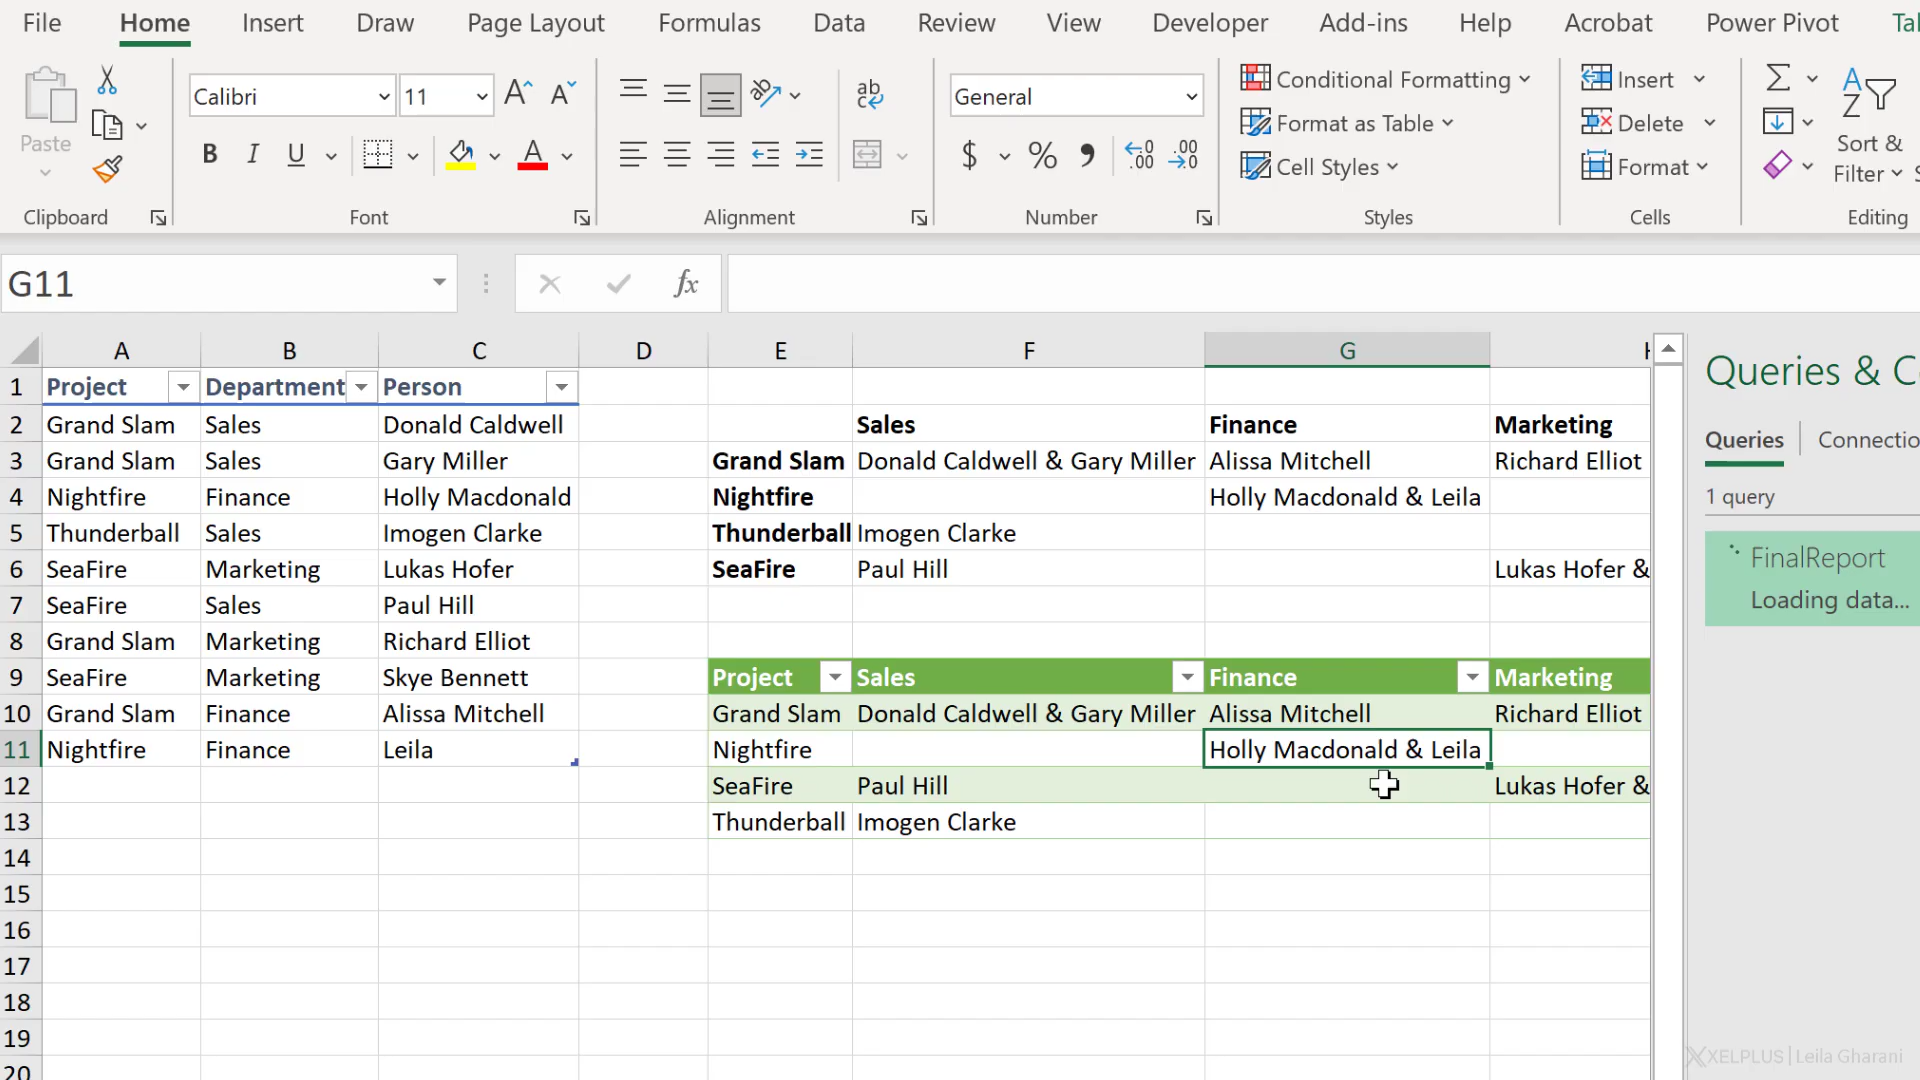 File Home Insert Draw Page Layout Formulas Data Review View Developer Add-ins Help Acrobat Power Pivot
Paste
Clipboard
Calibri 11
B I U A
Font
ab
Alignment
General
$ % 9 .00 .00
Number
Conditional Formatting
Format as Table
Cell Styles
Styles
Insert
Delete
Format
Cells
Sort &
Filter
Editing
G11 fx
A B C D E F G
1 Project Department Person
2 Grand Slam Sales Donald Caldwell Sales Finance Marketing
3 Grand Slam Sales Gary Miller Grand Slam Donald Caldwell & Gary Miller Alissa Mitchell Richard Elliot
4 Nightfire Finance Holly Macdonald Nightfire Holly Macdonald & Leila
5 Thunderball Sales Imogen Clarke Thunderball Imogen Clarke
6 SeaFire Marketing Lukas Hofer SeaFire Paul Hill Lukas Hofer &
7 SeaFire Sales Paul Hill
8 Grand Slam Marketing Richard Elliot
9 SeaFire Marketing Skye Bennett Project Sales Finance Marketing
10 Grand Slam Finance Alissa Mitchell Grand Slam Donald Caldwell & Gary Miller Alissa Mitchell Richard Elliot
11 Nightfire Finance Leila Nightfire Holly Macdonald & Leila
12 SeaFire Paul Hill Lukas Hofer &
13 Thunderball Imogen Clarke
14
15
16
17
18
19
20
Queries & C
Queries Connectio
1 query
FinalReport
Loading data...
XELPLUS | Leila Gharani